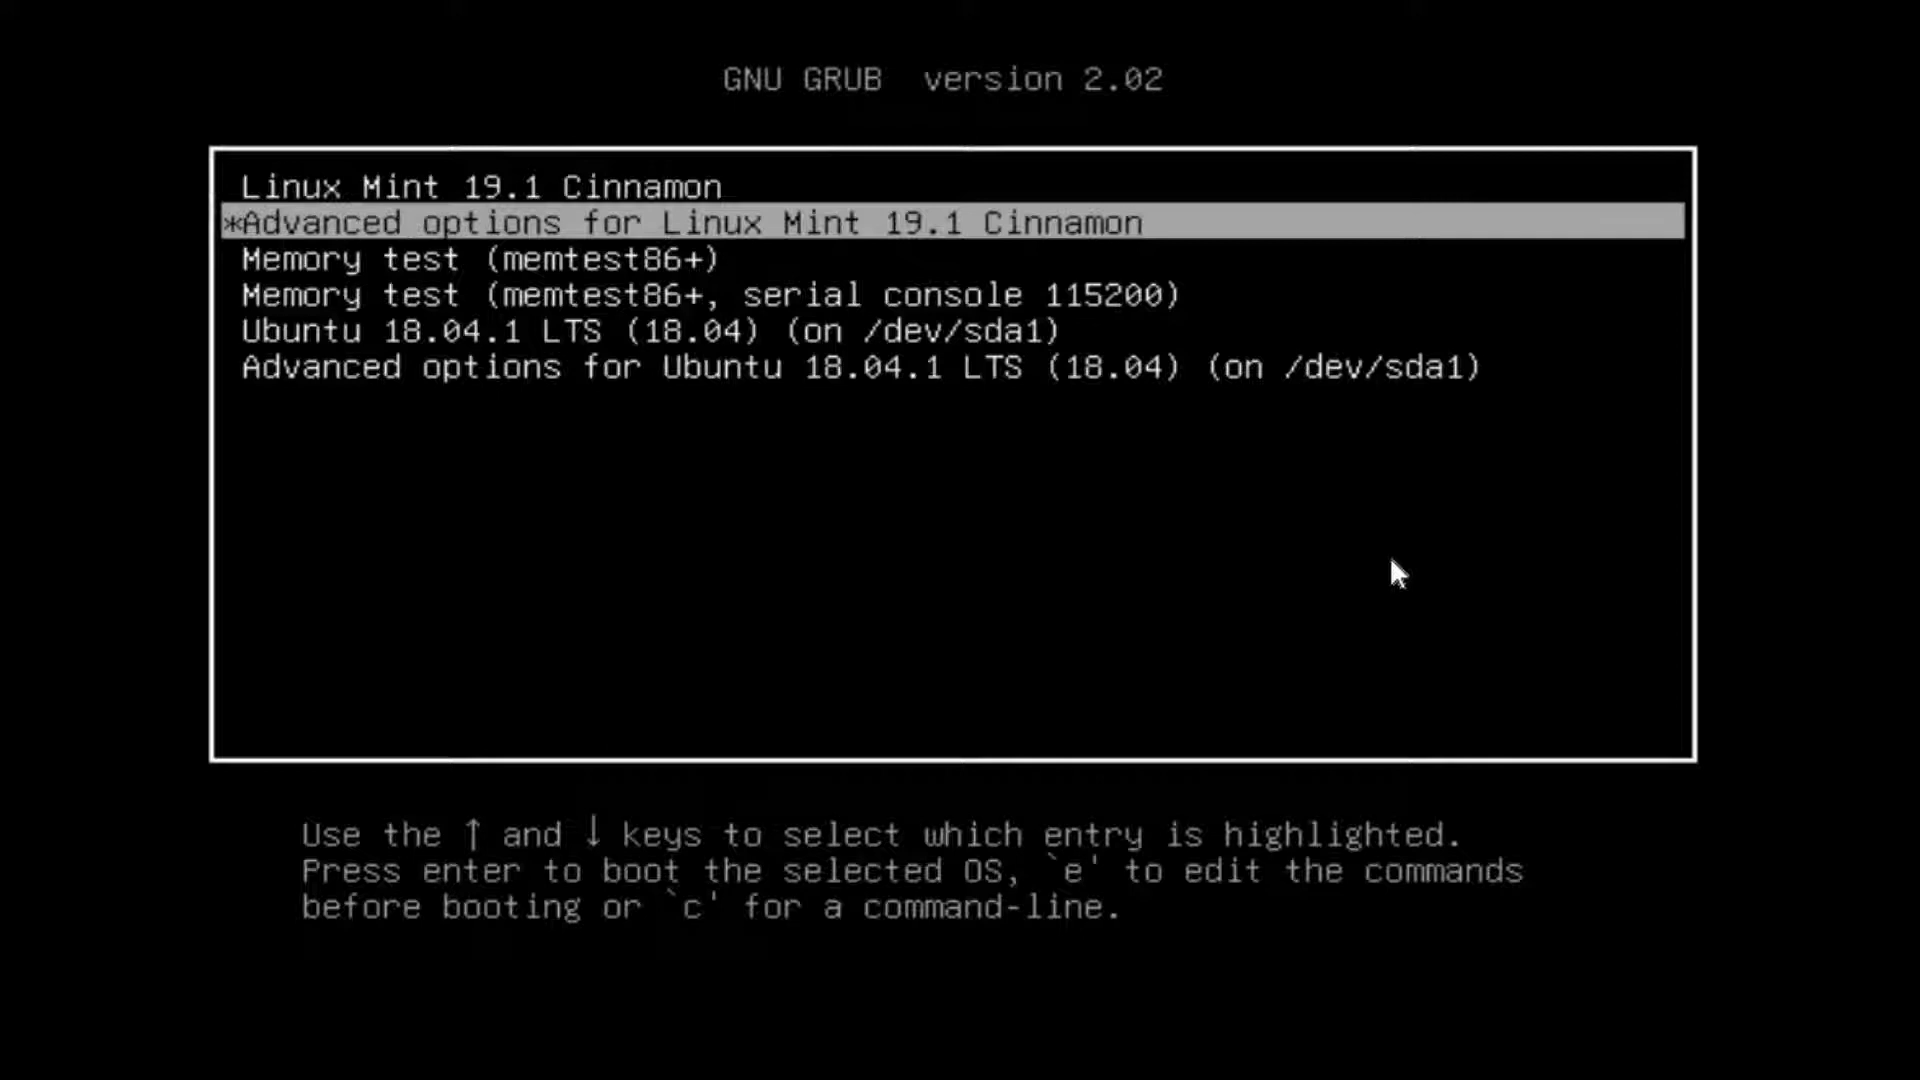 GNU GRUB  version 2.02
Linux Mint 19.1 Cinnamon
*Advanced options for Linux Mint 19.1 Cinnamon
Memory test (memtest86+)
Memory test (memtest86+, serial console 115200)
Ubuntu 18.04.1 LTS (18.04) (on /dev/sda1)
Advanced options for Ubuntu 18.04.1 LTS (18.04) (on /dev/sda1)
Use the ↑ and ↓ keys to select which entry is highlighted.
Press enter to boot the selected OS, `e' to edit the commands
before booting or `c' for a command-line.